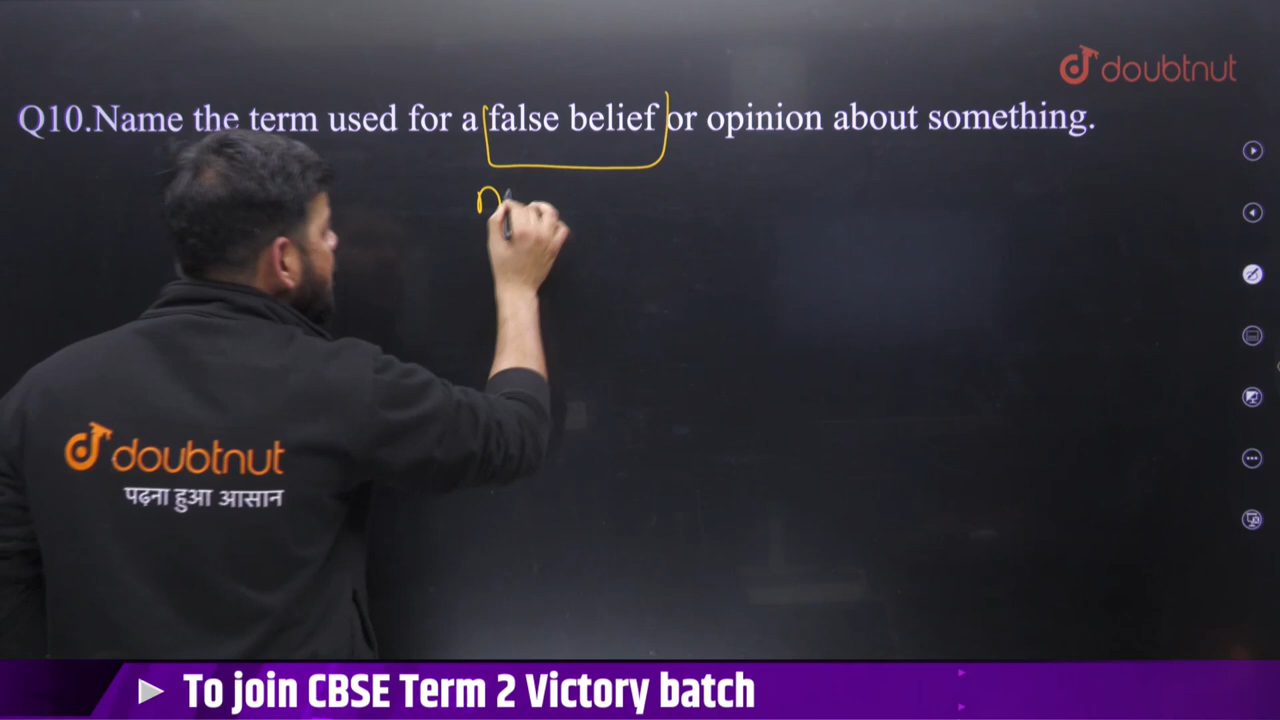 doubtnut
Q10.Name the term used for a false belief or opinion about something.
doubtnut
पढ़ना हुआ आसान
To join CBSE Term 2 Victory batch